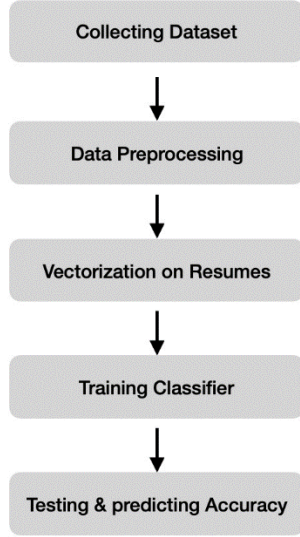 Collecting Dataset
Data Preprocessing
Vectorization on Resumes
Training Classifier
Testing & predicting Accuracy